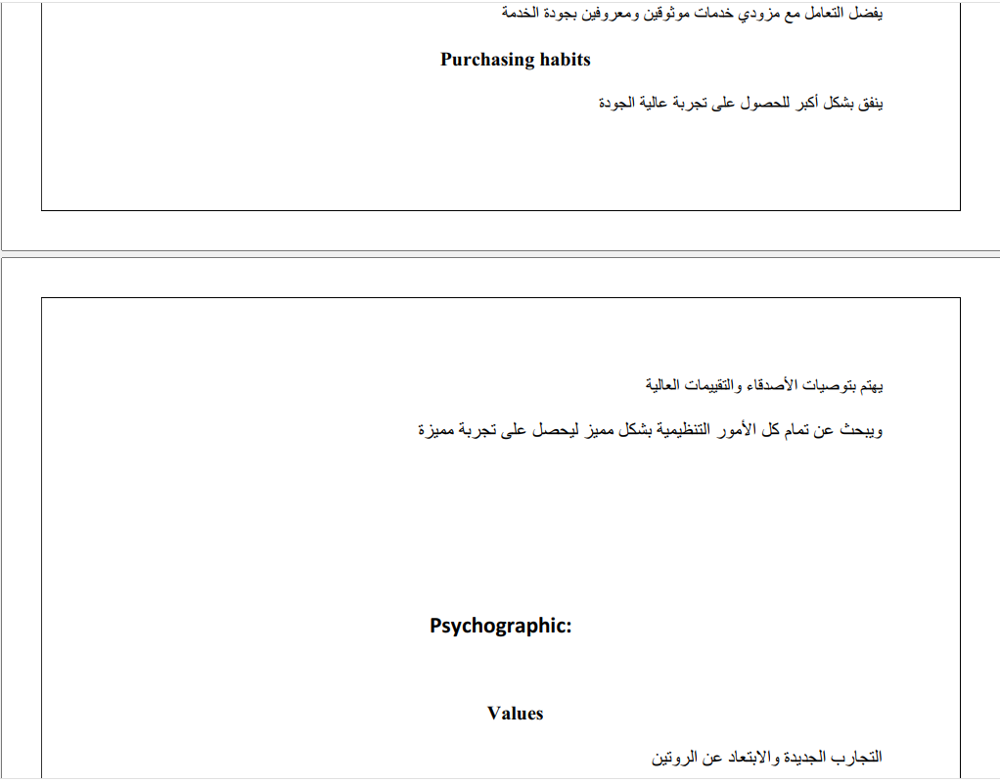 يفضل التعامل مع مزودي خدمات موثوقين ومعروفين بجودة الخدمة
Purchasing habits
ينفق بشكل أكبر للحصول على تجربة عالية الجودة
يهتم بتوصيات الأصدقاء والتقييمات العالية
ويبحث عن تمام كل الأمور التنظيمية بشكل مميز ليحصل على تجربة مميزة
Psychographic:
Values
التجارب الجديدة والابتعاد عن الروتين